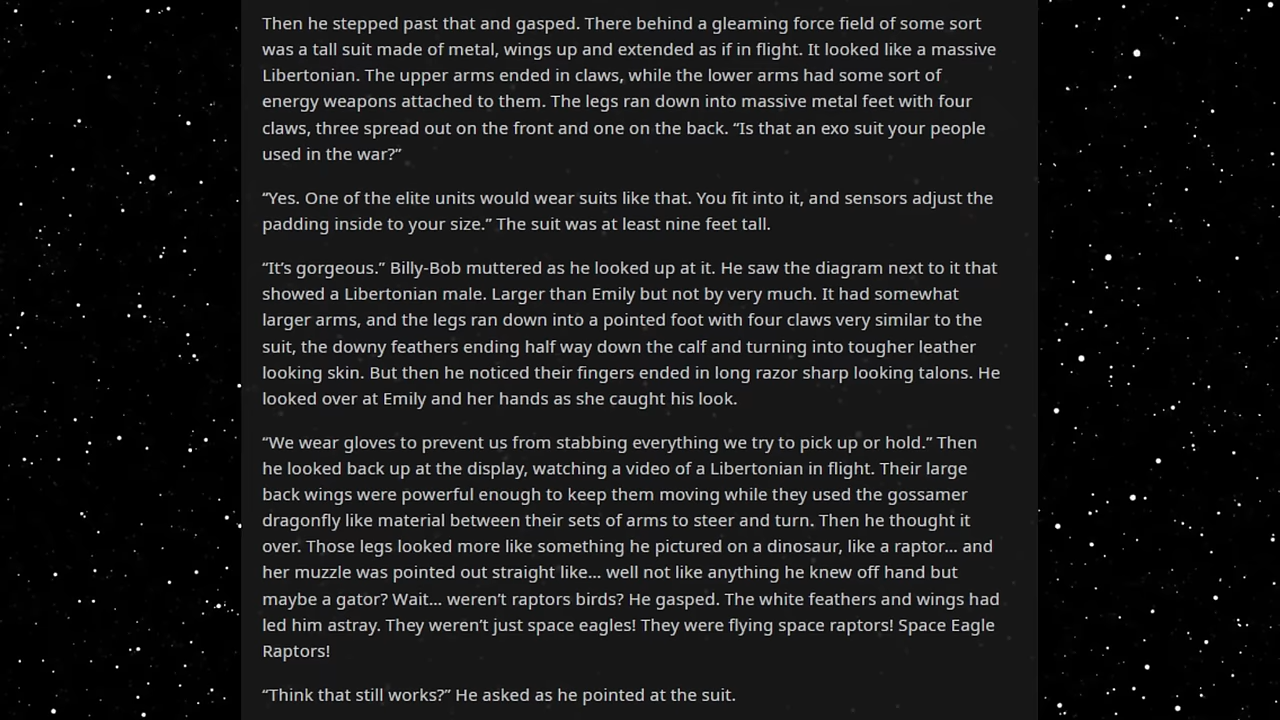 Then he stepped past that and gasped. There behind a gleaming force field of some sort
was a tall suit made of metal, wings up and extended as if in flight. It looked like a massive
Libertonian. The upper arms ended in claws, while the lower arms had some sort of
energy weapons attached to them. The legs ran down into massive metal feet with four
claws, three spread out on the front and one on the back. “Is that an exo suit your people
used in the war?”
“Yes. One of the elite units would wear suits like that. You fit into it, and sensors adjust the
padding inside to your size.” The suit was at least nine feet tall.
“It’s gorgeous.” Billy-Bob muttered as he looked up at it. He saw the diagram next to it that
showed a Libertonian male. Larger than Emily but not by very much. It had somewhat
larger arms, and the legs ran down into a pointed foot with four claws very similar to the
suit, the downy feathers ending half way down the calf and turning into tougher leather
looking skin. But then he noticed their fingers ended in long razor sharp looking talons. He
looked over at Emily and her hands as she caught his look.
“We wear gloves to prevent us from stabbing everything we try to pick up or hold.” Then
he looked back up at the display, watching a video of a Libertonian in flight. Their large
back wings were powerful enough to keep them moving while they used the gossamer
dragonfly like material between their sets of arms to steer and turn. Then he thought it
over. Those legs looked more like something he pictured on a dinosaur, like a raptor… and
her muzzle was pointed out straight like… well not like anything he knew off hand but
maybe a gator? Wait… weren’t raptors birds? He gasped. The white feathers and wings had
led him astray. They weren’t just space eagles! They were flying space raptors! Space Eagle
Raptors!
“Think that still works?” He asked as he pointed at the suit.